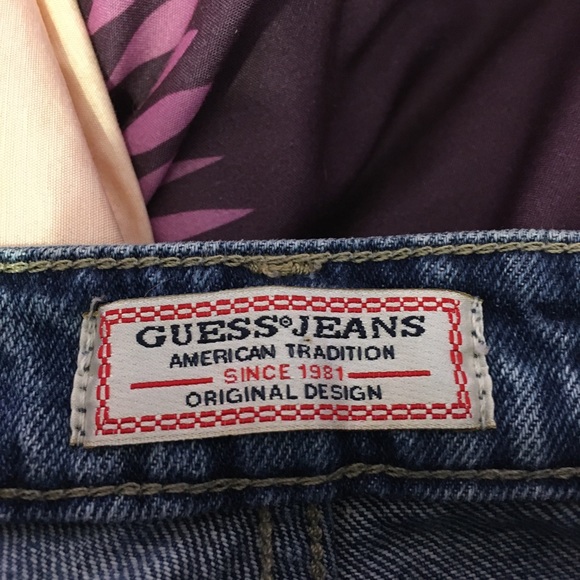 GUESS® JEANS
AMERICAN TRADITION
SINCE 1981
ORIGINAL DESIGN